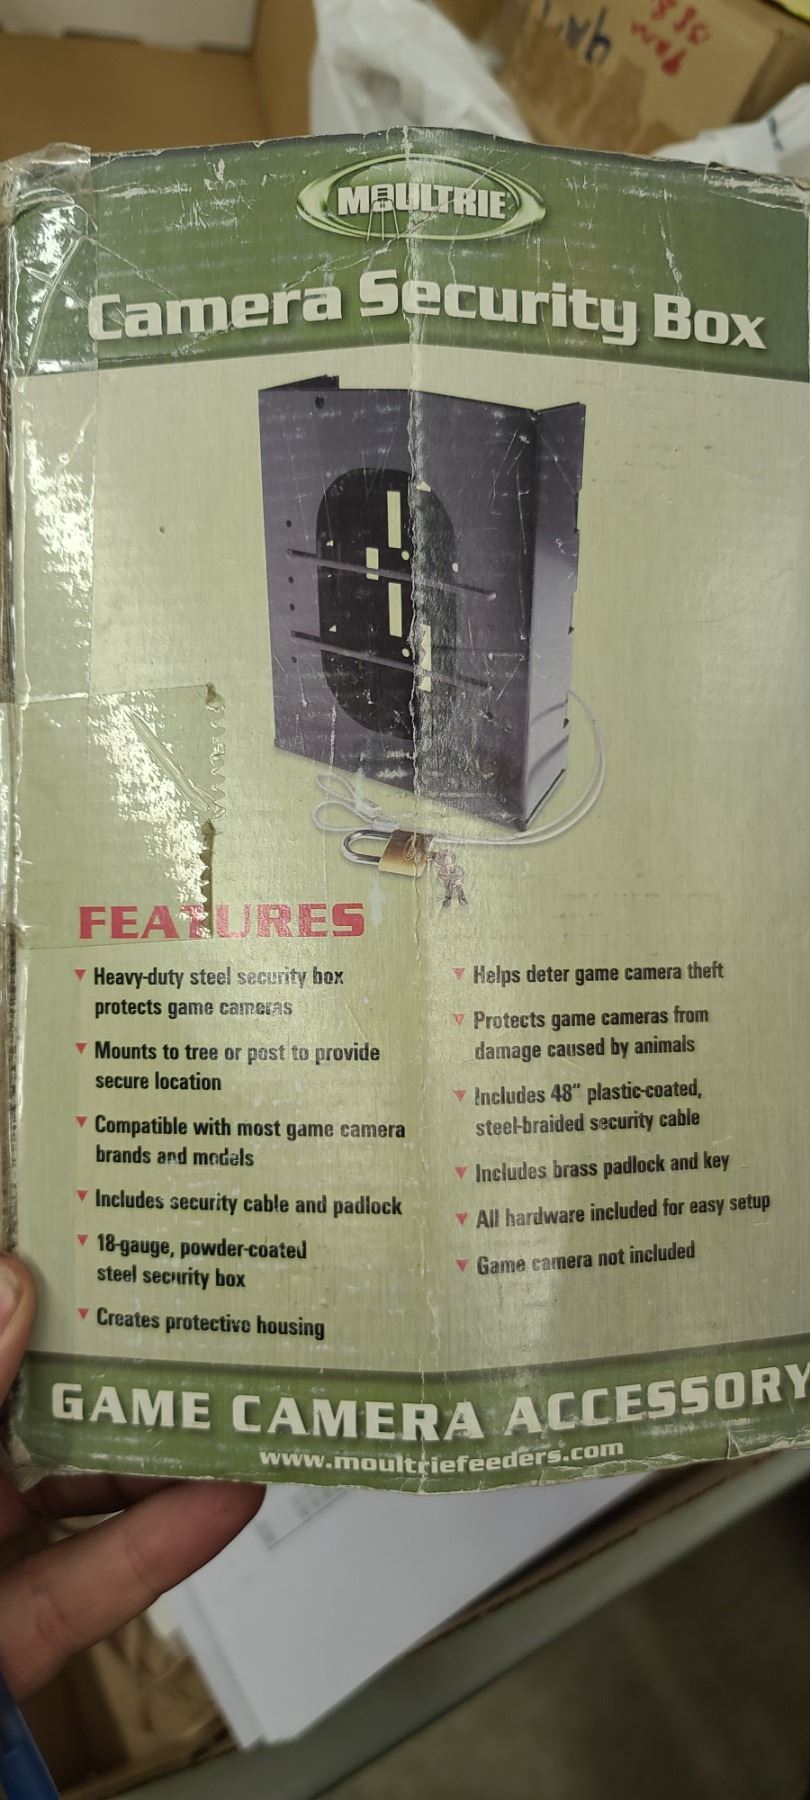 MOULTRIE
Camera Security Box
FEATURES
Heavy-duty steel security box
protects game cameras
Mounts to tree or post to provide
secure location
Compatible with most game camera
brands and models
Includes security cable and padlock
18-gauge, powder-coated
steel security box
Creates protective housing
Helps deter game camera theft
Protects game cameras from
damage caused by animals
Includes 48" plastic-coated,
steel-braided security cable
Includes brass padlock and key
All hardware included for easy setup
Game camera not included
GAME CAMERA ACCESSORY
www.moultriefeeders.com